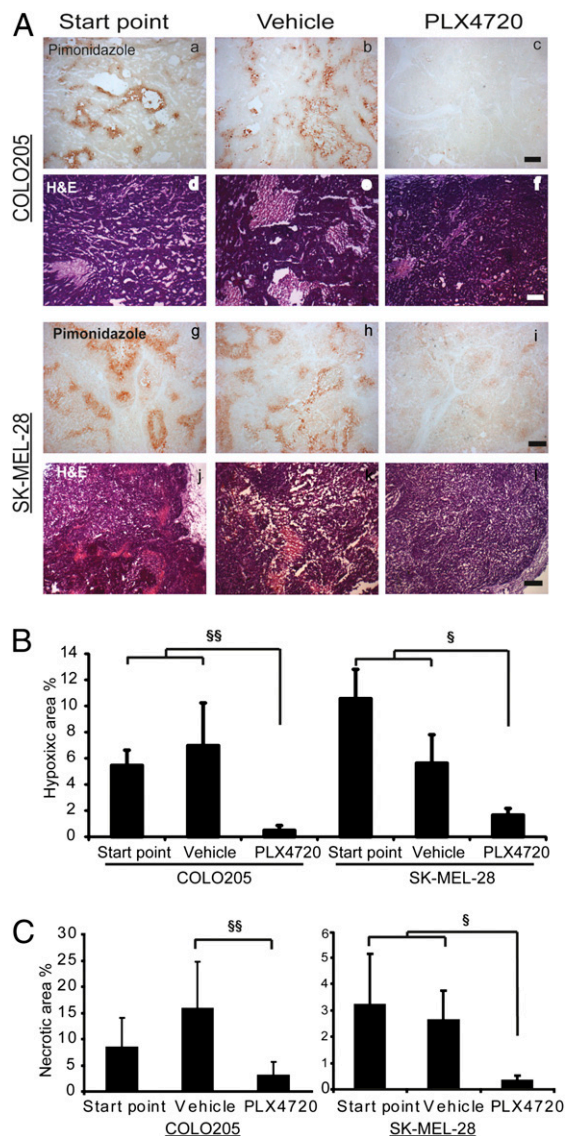 A
Start point Vehicle PLX4720
COLO205
Pimonidazole a b c
H&E d e f
SK-MEL-28
Pimonidazole g h i
H&E j k l
B
Hypoxixc area %
14
12
10
8
6
4
2
0
§§ §
Start point Vehicle PLX4720 Start point Vehicle PLX4720
COLO205 SK-MEL-28
C
Necrotic area %
30
25
20
15
10
5
0
§§
Start point Vehicle PLX4720
COLO205
6
5
4
3
2
1
0
§
Start point Vehicle PLX4720
SK-MEL-28